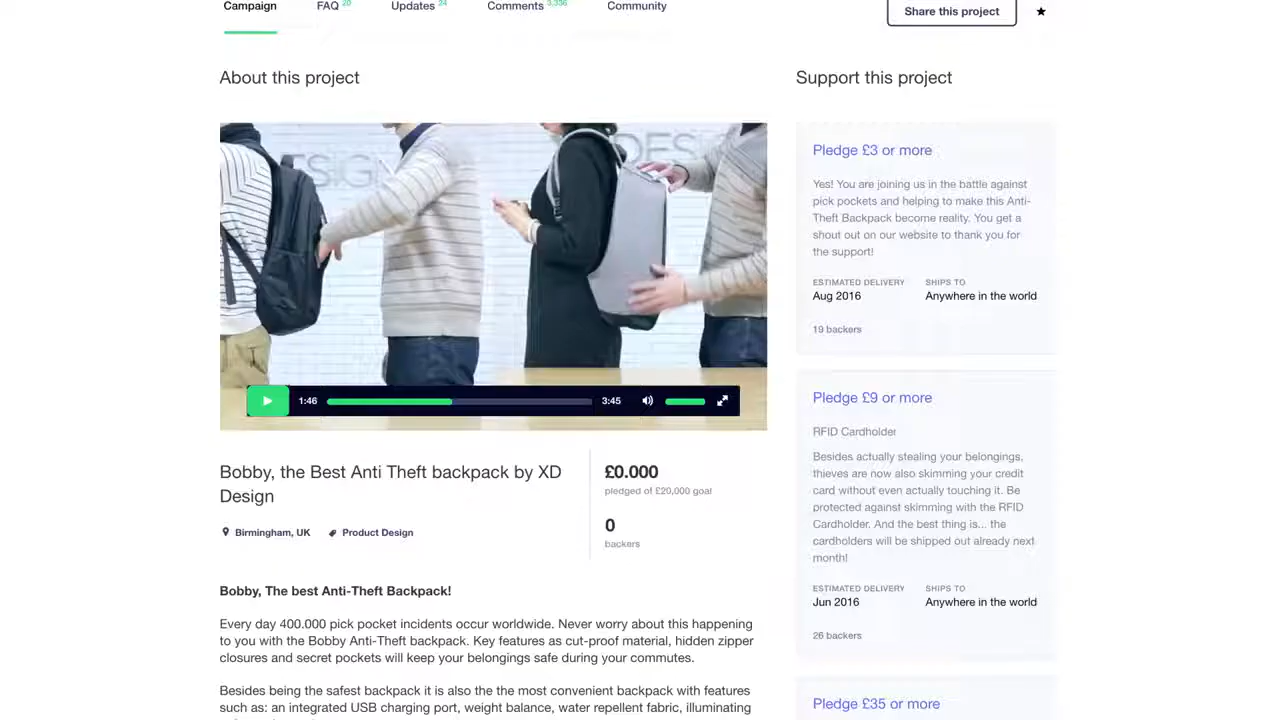 Campaign FAQ 20 Updates 24 Comments 3,336 Community
Share this project
About this project
Support this project
DESIGN
DES
1:46
3:45
Bobby, the Best Anti Theft backpack by XD
Design
Birmingham, UK
Product Design
£0.000
pledged of £20,000 goal
0
backers
Bobby, The best Anti-Theft Backpack!
Every day 400.000 pick pocket incidents occur worldwide. Never worry about this happening
to you with the Bobby Anti-Theft backpack. Key features as cut-proof material, hidden zipper
closures and secret pockets will keep your belongings safe during your commutes.
Besides being the safest backpack it is also the the most convenient backpack with features
such as: an integrated USB charging port, weight balance, water repellent fabric, illuminating
Pledge £3 or more
Yes! You are joining us in the battle against
pick pockets and helping to make this Anti-
Theft Backpack become reality. You get a
shout out on our website to thank you for
the support!
ESTIMATED DELIVERY
Aug 2016
SHIPS TO
Anywhere in the world
19 backers
Pledge £9 or more
RFID Cardholder
Besides actually stealing your belongings,
thieves are now also skimming your credit
card without even actually touching it. Be
protected against skimming with the RFID
Cardholder. And the best thing is... the
cardholders will be shipped out already next
month!
ESTIMATED DELIVERY
Jun 2016
SHIPS TO
Anywhere in the world
26 backers
Pledge £35 or more